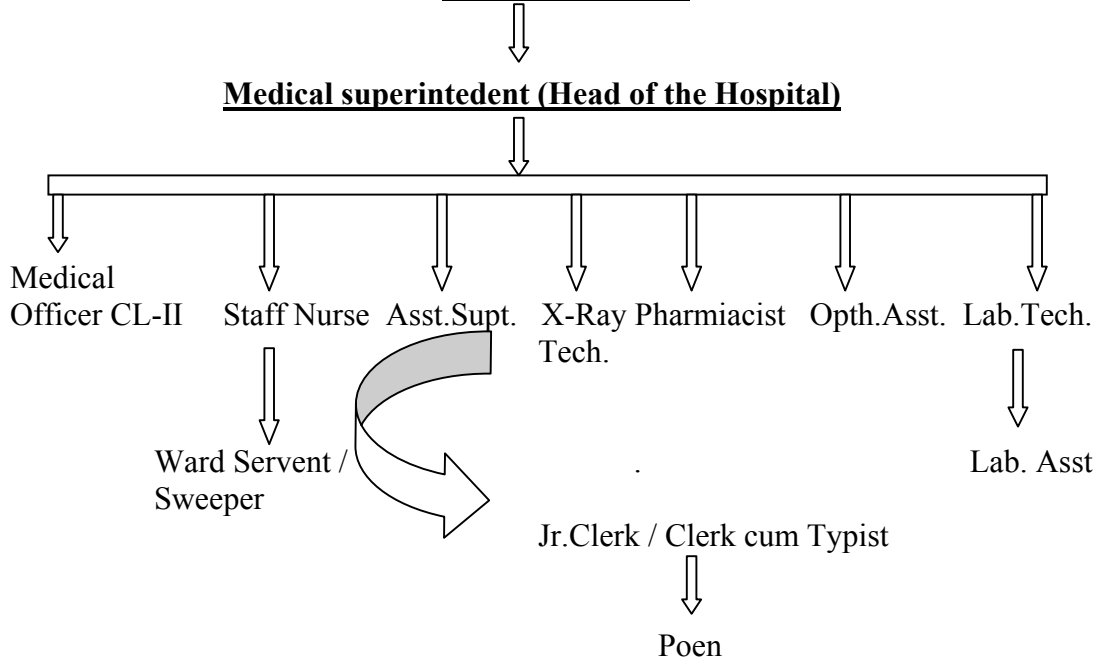 Medical superintedent (Head of the Hospital)
Medical
Officer CL-II Staff Nurse Asst.Supt. X-Ray Pharmiacist Opth.Asst. Lab.Tech.
Tech.
Ward Servent / . Lab. Asst
Sweeper
Jr.Clerk / Clerk cum Typist
Poen